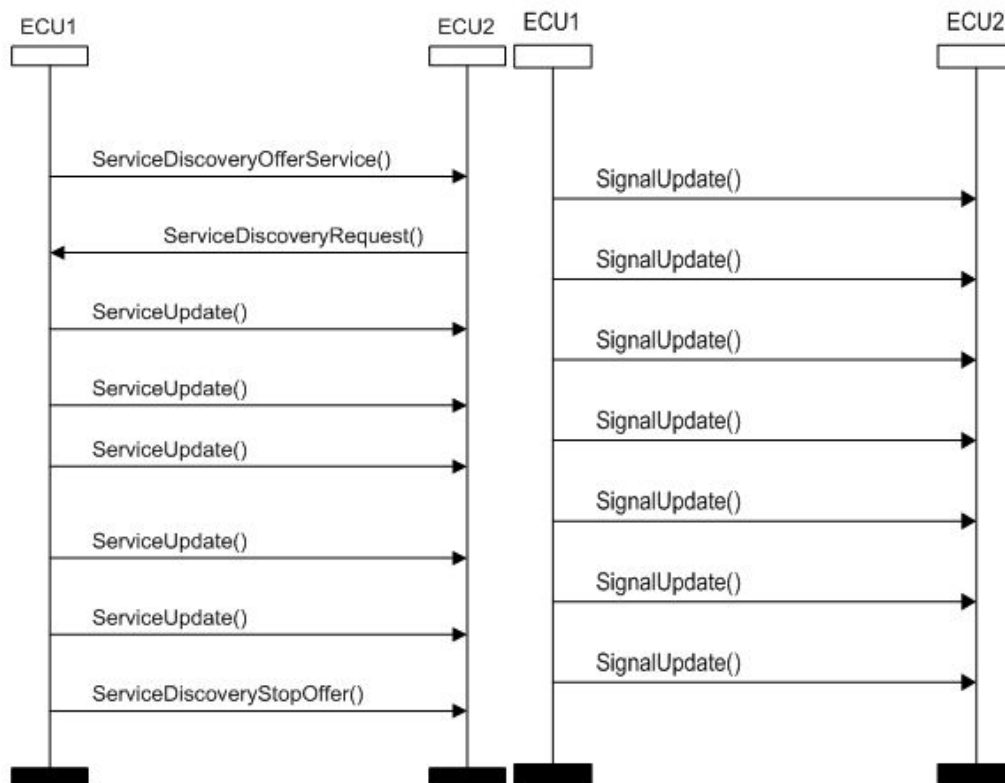 ECU1
ECU2
ServiceDiscoveryOfferService()
ServiceDiscoveryRequest()
ServiceUpdate()
ServiceUpdate()
ServiceUpdate()
ServiceUpdate()
ServiceUpdate()
ServiceDiscoveryStopOffer()
ECU1
ECU2
SignalUpdate()
SignalUpdate()
SignalUpdate()
SignalUpdate()
SignalUpdate()
SignalUpdate()
SignalUpdate()